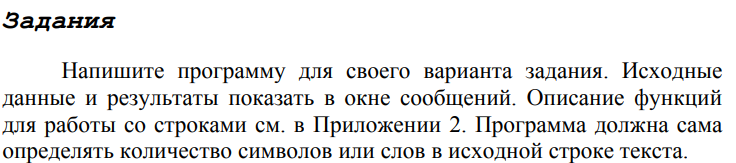 Задания
Напишите программу для своего варианта задания. Исходные
данные и результаты показать в окне сообщений. Описание функций
для работы со строками см. в Приложении 2. Программа должна сама
определять количество символов или слов в исходной строке текста.